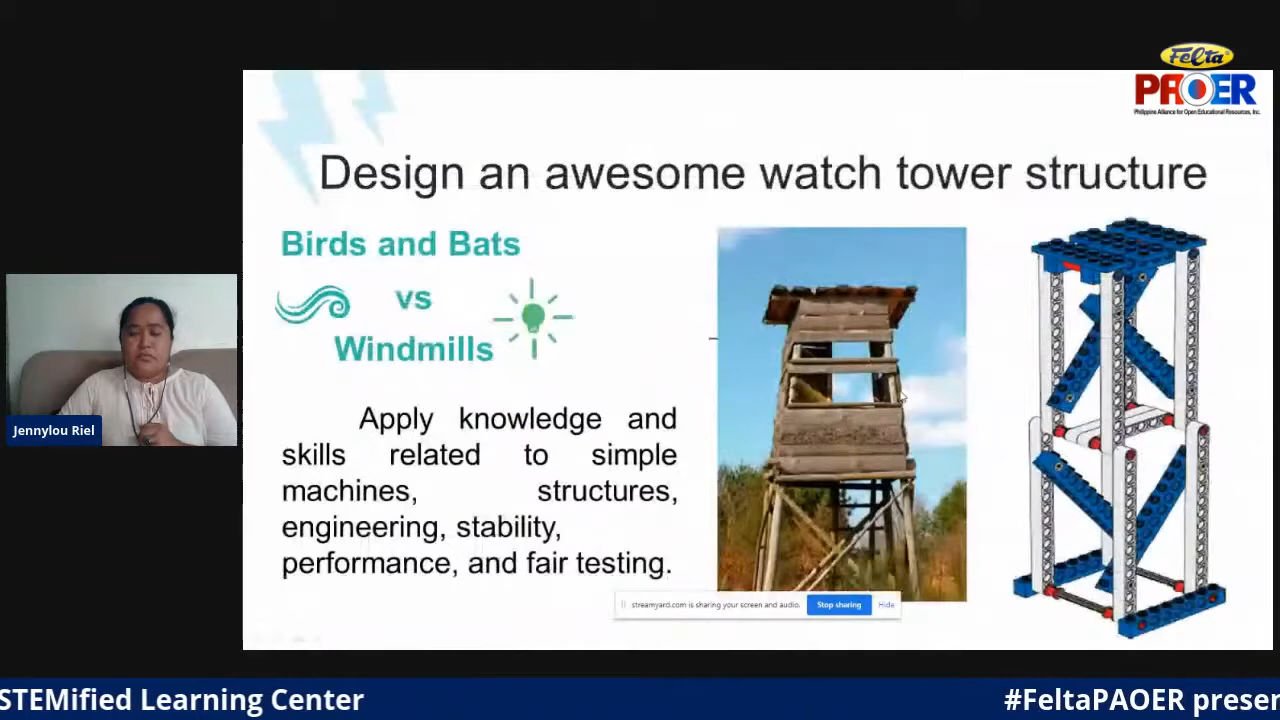 Felta
PAOER
Philippine Alliance for Open Educational Resources, Inc.
Design an awesome watch tower structure
Birds and Bats
vs
Windmills
Apply knowledge and
skills related to simple
machines, structures,
engineering, stability,
performance, and fair testing.
Jennylou Riel
streamyard.com is sharing your screen and audio.
Stop sharing
Hide
STEMified Learning Center
#FeltaPAOER presen